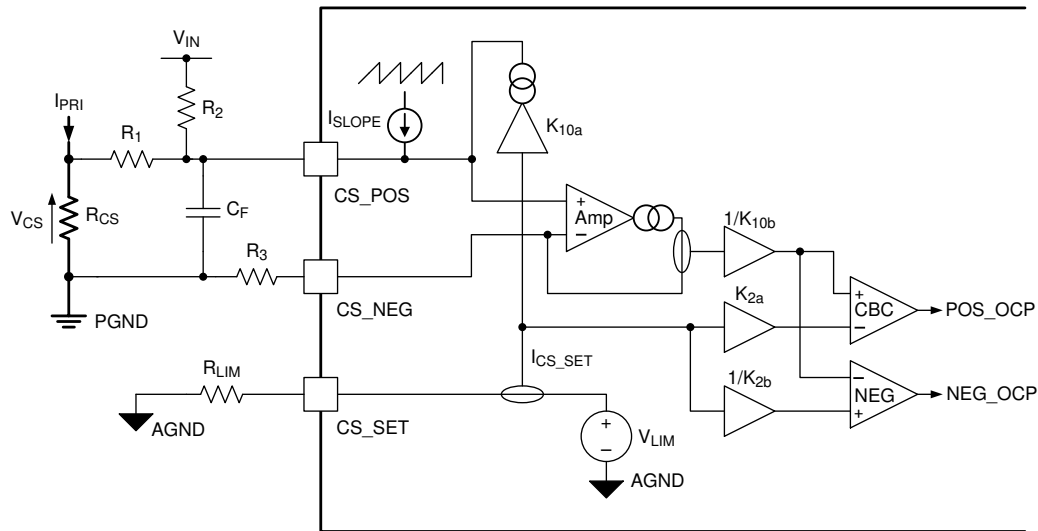 V_IN
I_PRI
R_2
R_1
I_SLOPE
K_10a
CS_POS
V_CS
R_CS
C_F
+
Amp
−
1/K_10b
R_3
K_2a
+
CBC
−
POS_OCP
CS_NEG
PGND
I_CS_SET
R_LIM
1/K_2b
−
NEG
+
NEG_OCP
AGND
CS_SET
+
−
V_LIM
AGND